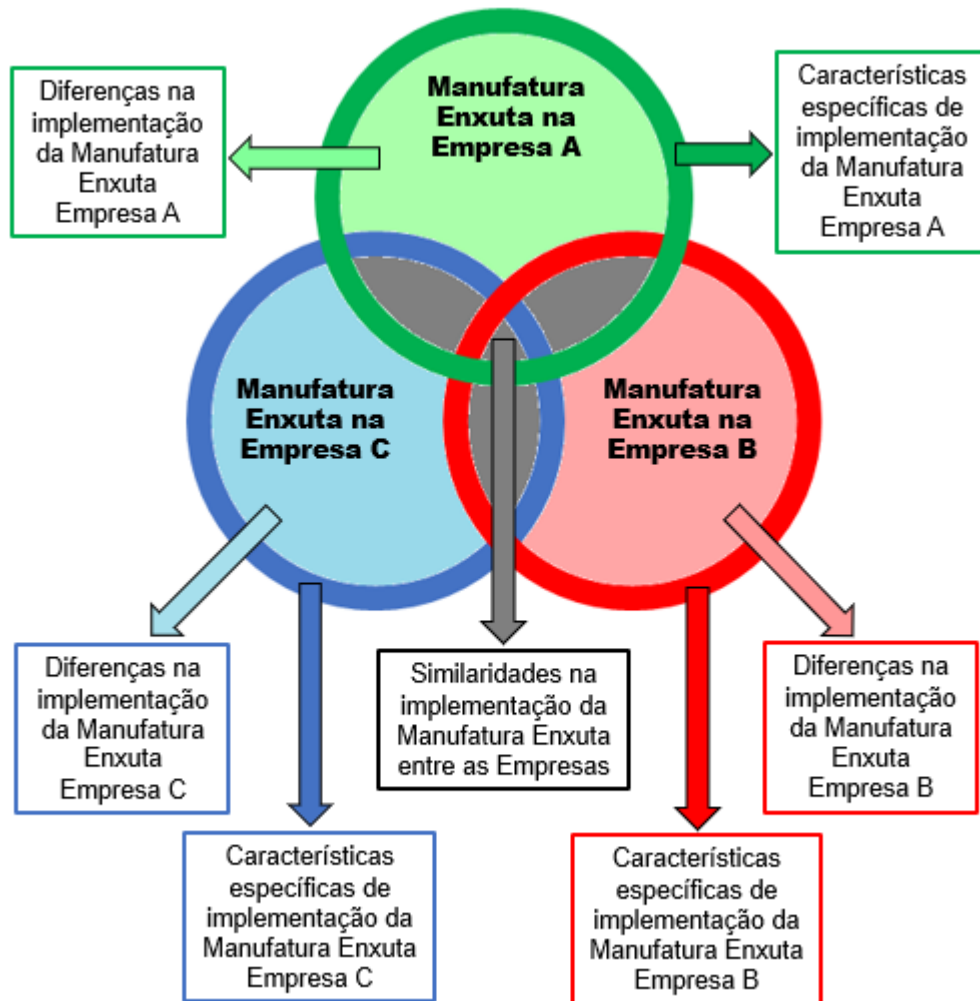 Manufatura
Enxuta na
Empresa A
Diferenças na
implementação
da Manufatura
Enxuta
Empresa A
Características
específicas de
implementação
da Manufatura
Enxuta
Empresa A
Manufatura
Enxuta na
Empresa C
Manufatura
Enxuta na
Empresa B
Diferenças na
implementação
da Manufatura
Enxuta
Empresa C
Similaridades na
implementação da
Manufatura Enxuta
entre as Empresas
Diferenças na
implementação
da Manufatura
Enxuta
Empresa B
Características
específicas de
implementação da
Manufatura Enxuta
Empresa C
Características
específicas de
implementação da
Manufatura Enxuta
Empresa B